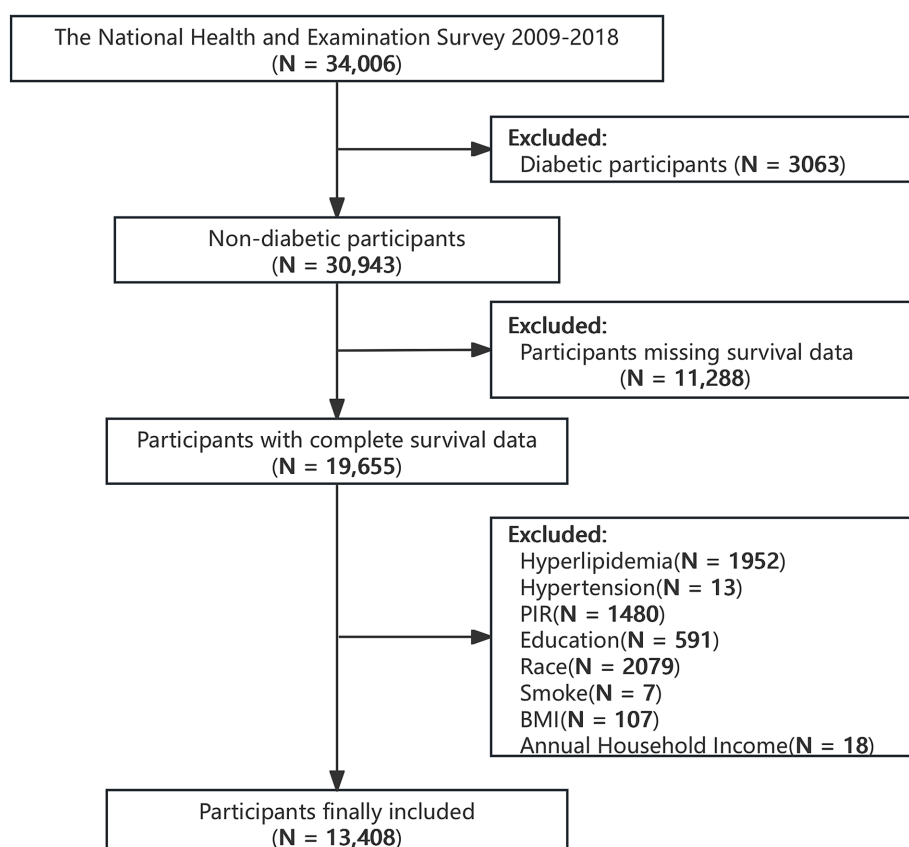 The National Health and Examination Survey 2009-2018
(N = 34,006)
Excluded:
Diabetic participants (N = 3063)
Non-diabetic participants
(N = 30,943)
Excluded:
Participants missing survival data
(N = 11,288)
Participants with complete survival data
(N = 19,655)
Excluded:
Hyperlipidemia(N = 1952)
Hypertension(N = 13)
PIR(N = 1480)
Education(N = 591)
Race(N = 2079)
Smoke(N = 7)
BMI(N = 107)
Annual Household Income(N = 18)
Participants finally included
(N = 13,408)